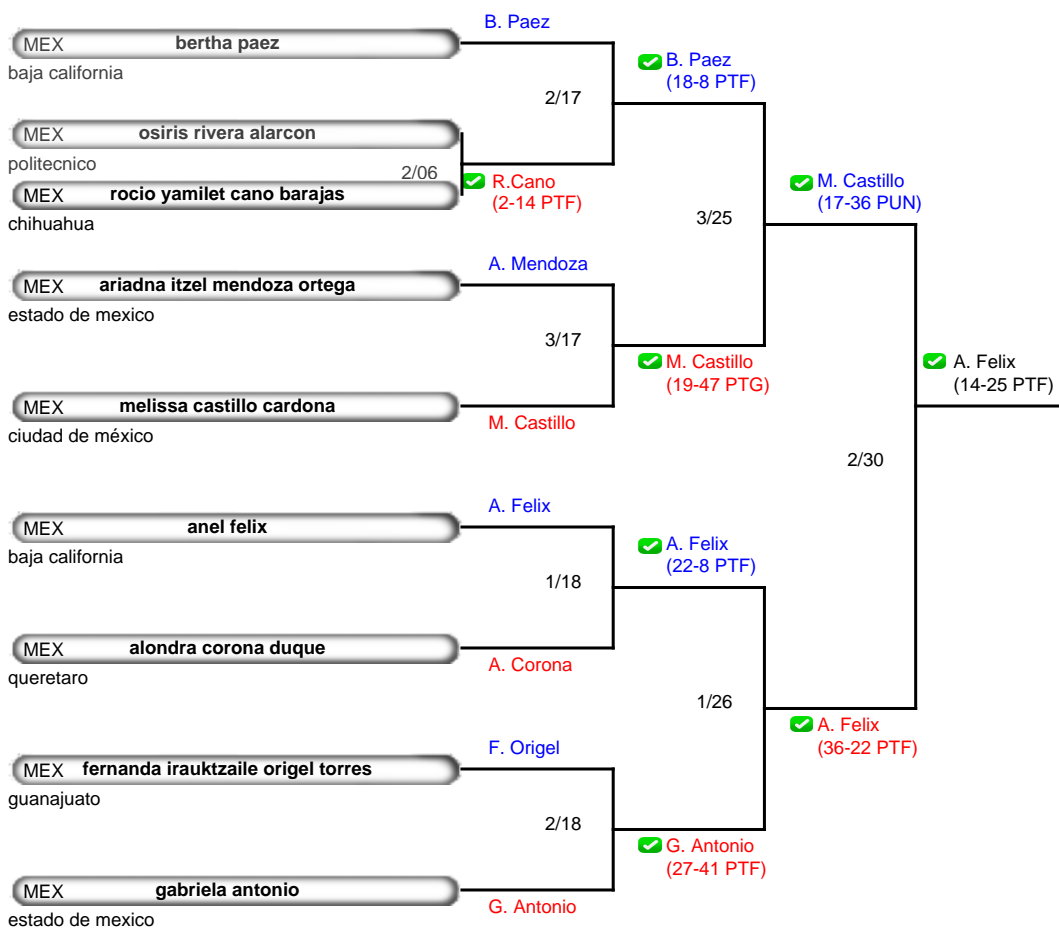 B. Paez
MEX bertha paez
baja california
B. Paez
(18-8 PTF)
2/17
MEX osiris rivera alarcon
politecnico
2/06
R.Cano
(2-14 PTF)
MEX rocio yamilet cano barajas
chihuahua
M. Castillo
(17-36 PUN)
3/25
A. Mendoza
MEX ariadna itzel mendoza ortega
estado de mexico
3/17
M. Castillo
(19-47 PTG)
A. Felix
(14-25 PTF)
MEX melissa castillo cardona
ciudad de méxico
M. Castillo
2/30
A. Felix
MEX anel felix
baja california
A. Felix
(22-8 PTF)
1/18
MEX alondra corona duque
queretaro
A. Corona
1/26
A. Felix
(36-22 PTF)
F. Origel
MEX fernanda irauktzaile origel torres
guanajuato
2/18
G. Antonio
(27-41 PTF)
MEX gabriela antonio
estado de mexico
G. Antonio